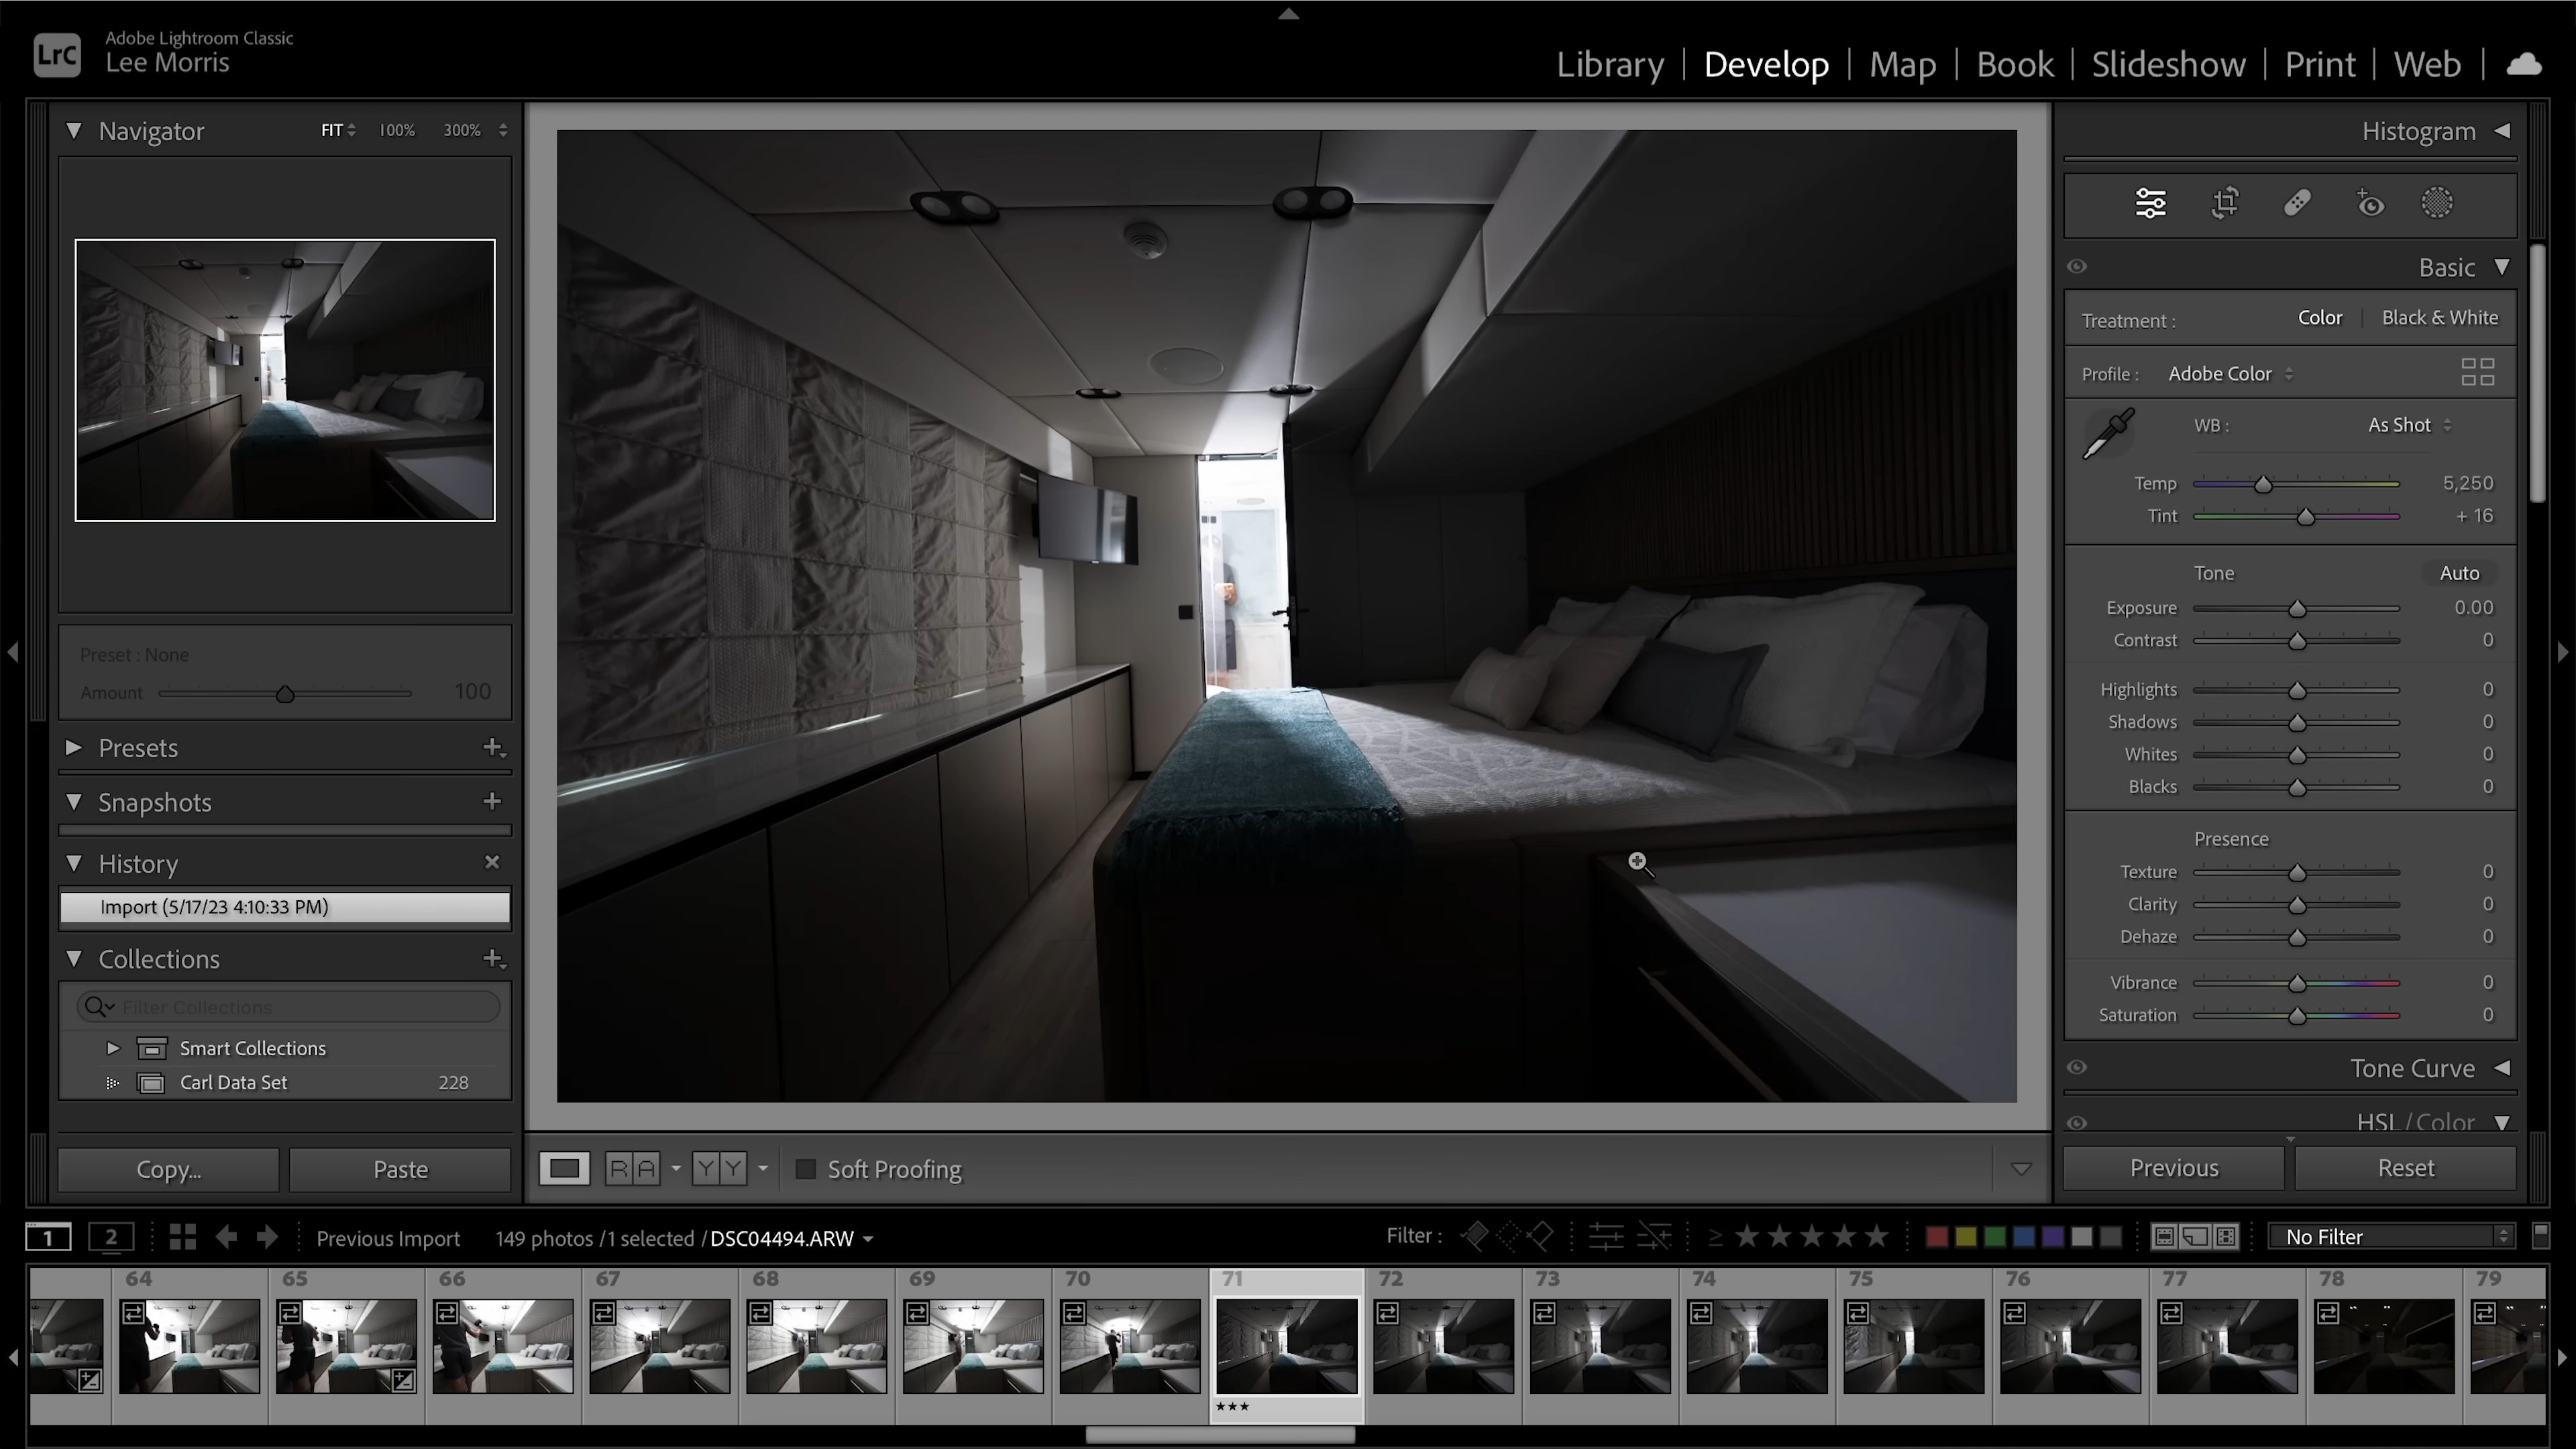 LrC
Adobe Lightroom Classic
Lee Morris
Library | Develop | Map | Book | Slideshow | Print | Web
Navigator FIT 100% 300%
Preset : None
Amount 100
Presets
Snapshots
History
Import (5/17/23 4:10:33 PM)
Collections
Filter Collections
Smart Collections
Carl Data Set 228
Copy... Paste
R A Y Y Soft Proofing
Histogram
Basic
Treatment : Color Black & White
Profile : Adobe Color
WB : As Shot
Temp 5,250
Tint + 16
Tone Auto
Exposure 0.00
Contrast 0
Highlights 0
Shadows 0
Whites 0
Blacks 0
Presence
Texture 0
Clarity 0
Dehaze 0
Vibrance 0
Saturation 0
Tone Curve
HSL / Color
Previous Reset
1 2 Previous Import 149 photos /1 selected /DSC04494.ARW Filter : ≥ No Filter
64 65 66 67 68 69 70 71 72 73 74 75 76 77 78 79